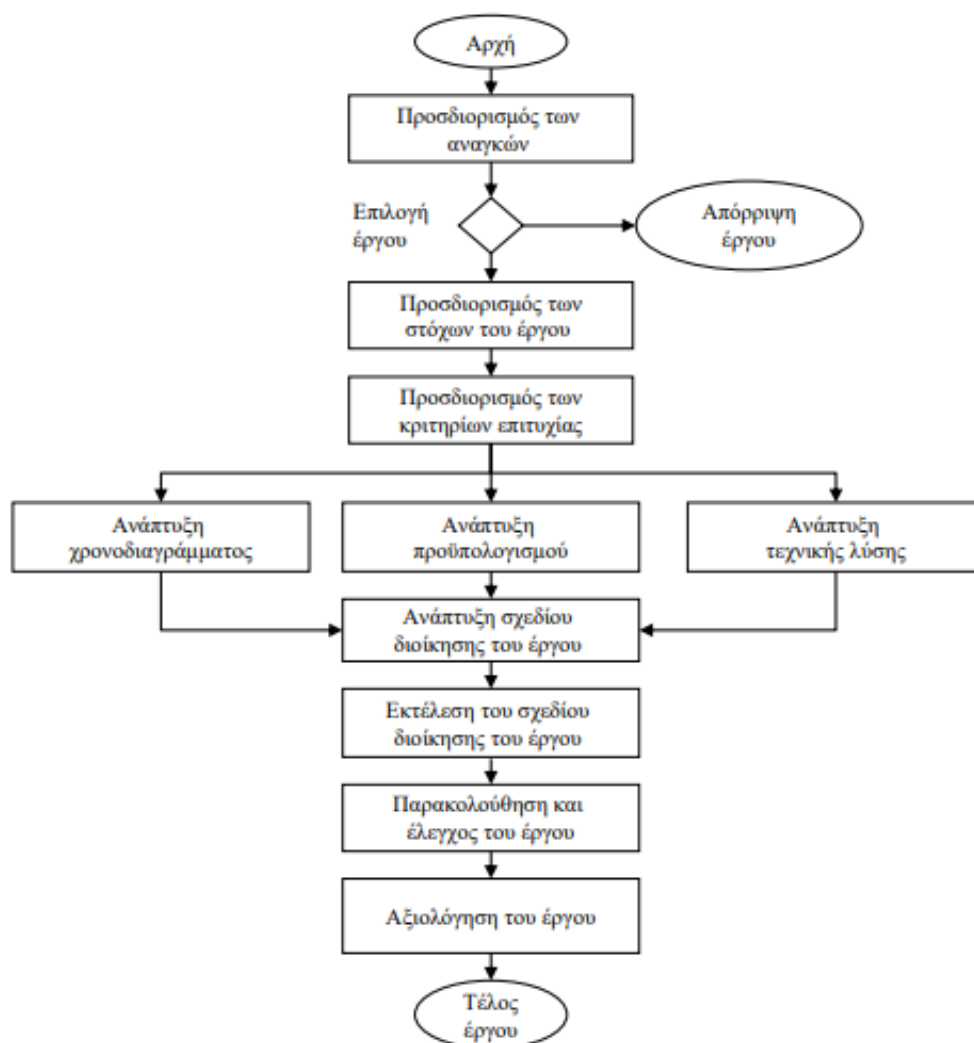 Αρχή
Προσδιορισμός των
αναγκών
Επιλογή
έργου
Απόρριψη
έργου
Προσδιορισμός των
στόχων του έργου
Προσδιορισμός των
κριτηρίων επιτυχίας
Ανάπτυξη
χρονοδιαγράμματος
Ανάπτυξη
προϋπολογισμού
Ανάπτυξη
τεχνικής λύσης
Ανάπτυξη σχεδίου
διοίκησης του έργου
Εκτέλεση του σχεδίου
διοίκησης του έργου
Παρακολούθηση και
έλεγχος του έργου
Αξιολόγηση του έργου
Τέλος
έργου